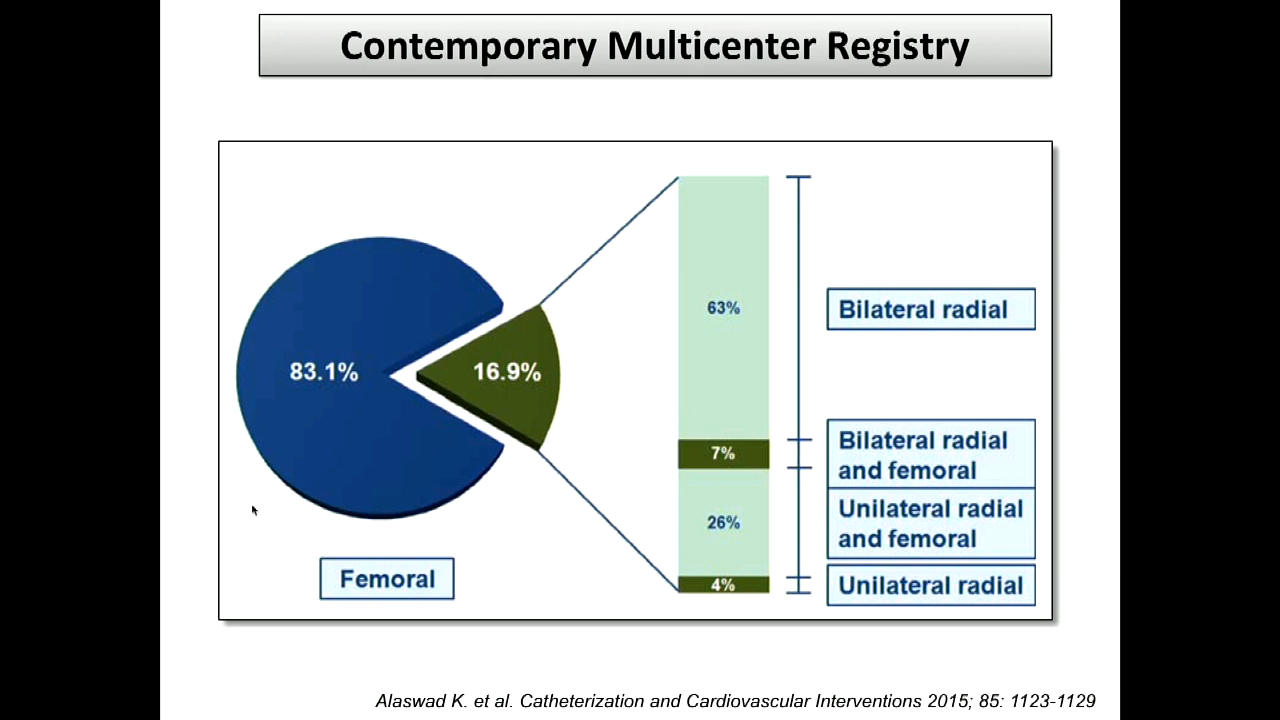 Contemporary Multicenter Registry
83.1%
16.9%
Femoral
63%
7%
26%
4%
Bilateral radial
Bilateral radial
and femoral
Unilateral radial
and femoral
Unilateral radial
Alaswad K. et al. Catheterization and Cardiovascular Interventions 2015; 85: 1123-1129